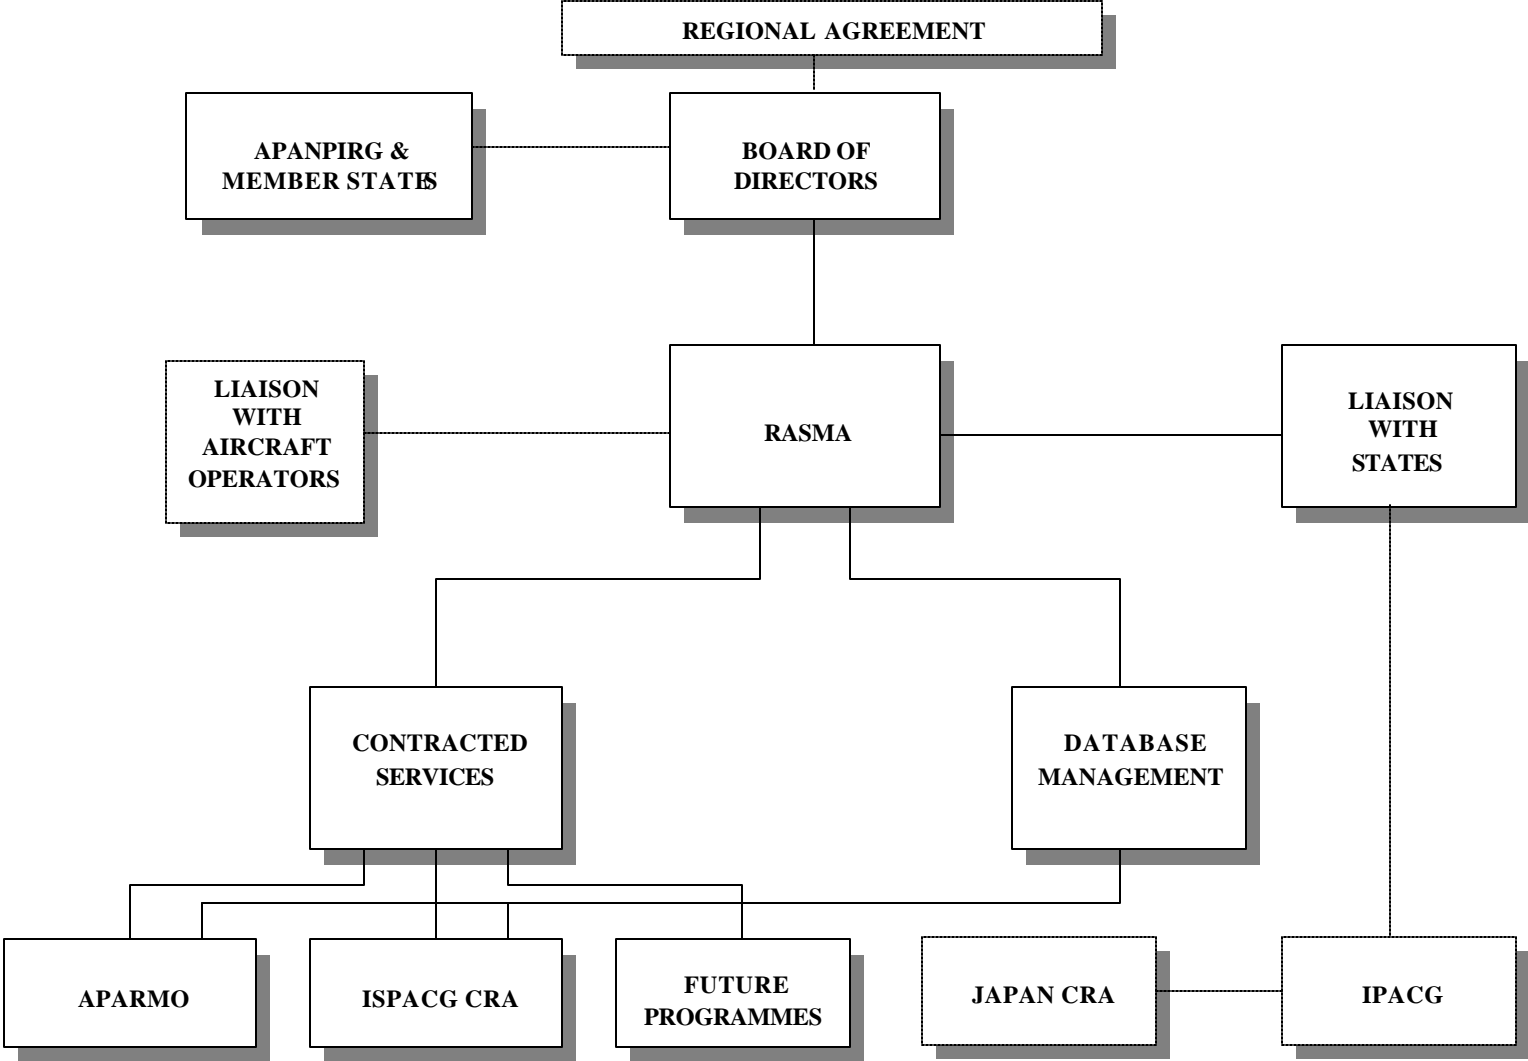 REGIONAL AGREEMENT
APANPIRG &
MEMBER STATES
BOARD OF
DIRECTORS
LIAISON
WITH
AIRCRAFT
OPERATORS
RASMA
LIAISON
WITH
STATES
CONTRACTED
SERVICES
DATABASE
MANAGEMENT
APARMO
ISPACG CRA
FUTURE
PROGRAMMES
JAPAN CRA
IPACG